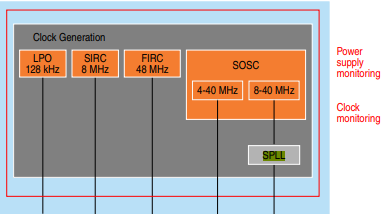 Clock Generation
LPO
128 kHz
SIRC
8 MHz
FIRC
48 MHz
SOSC
4-40 MHz
8-40 MHz
SPLL
Power
supply
monitoring
Clock
monitoring